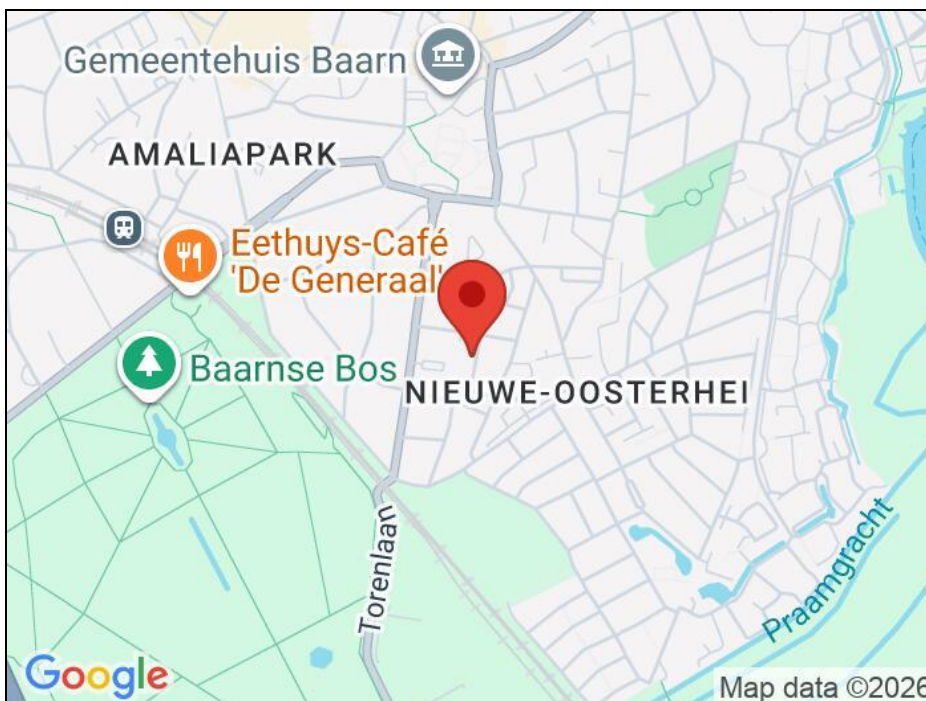 Gemeentehuis Baarn
AMALIAPARK
Eethuys-Café
'De Generaal'
Baarnse Bos
NIEUWE-OOSTERHEI
Torenlaan
Praamgracht
Google
Map data ©2026